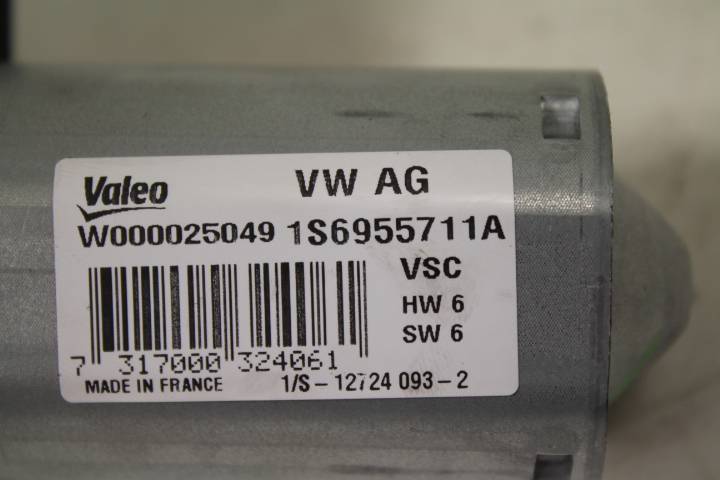 Valeo VW AG
W000025049 1S6955711A
VSC
HW 6
SW 6
7 317000 324061
MADE IN FRANCE 1/S-12724 093-2